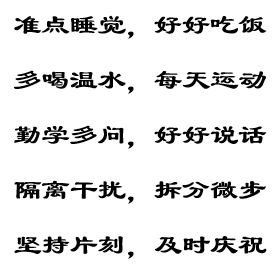 准点睡觉，好好吃饭
多喝温水，每天运动
勤学多问，好好说话
隔离干扰，拆分微步
坚持片刻，及时庆祝